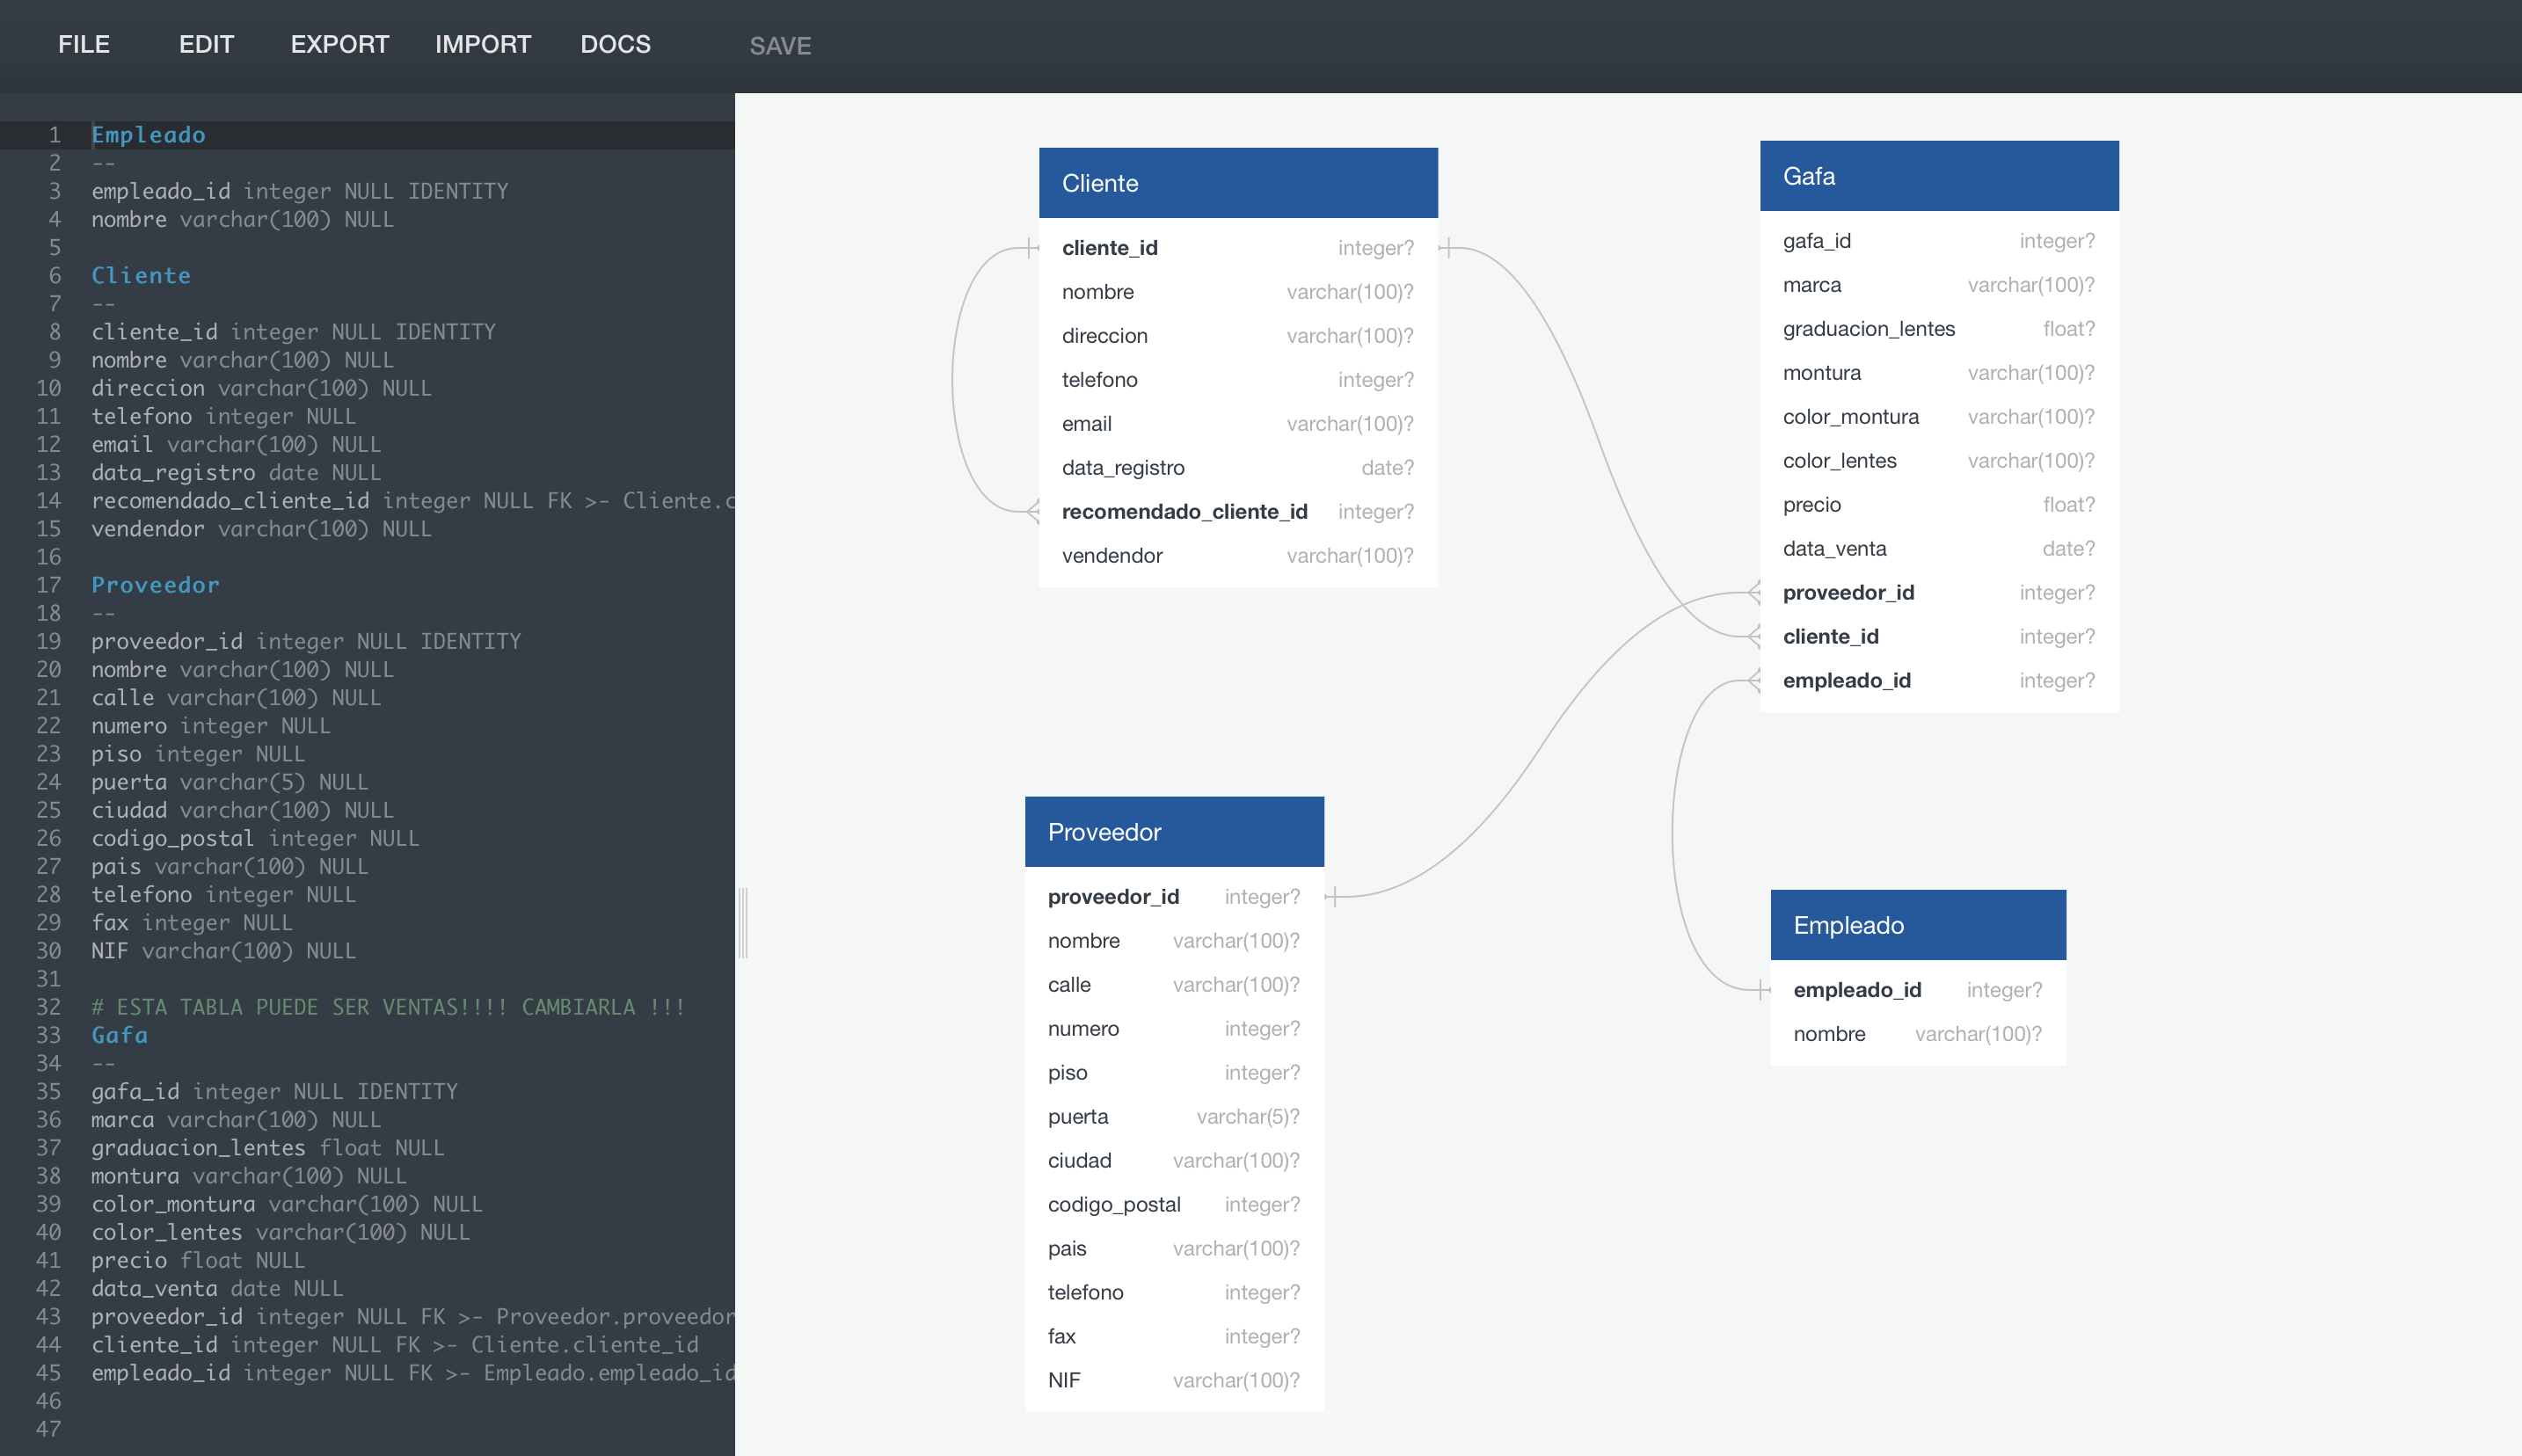 FILE EDIT EXPORT IMPORT DOCS SAVE
1 Empleado
2 --
3 empleado_id integer NULL IDENTITY
4 nombre varchar(100) NULL
5
6 Cliente
7 --
8 cliente_id integer NULL IDENTITY
9 nombre varchar(100) NULL
10 direccion varchar(100) NULL
11 telefono integer NULL
12 email varchar(100) NULL
13 data_registro date NULL
14 recomendado_cliente_id integer NULL FK >- Cliente.c
15 vendendor varchar(100) NULL
16
17 Proveedor
18 --
19 proveedor_id integer NULL IDENTITY
20 nombre varchar(100) NULL
21 calle varchar(100) NULL
22 numero integer NULL
23 piso integer NULL
24 puerta varchar(5) NULL
25 ciudad varchar(100) NULL
26 codigo_postal integer NULL
27 pais varchar(100) NULL
28 telefono integer NULL
29 fax integer NULL
30 NIF varchar(100) NULL
31
32 # ESTA TABLA PUEDE SER VENTAS!!!! CAMBIARLA !!!
33 Gafa
34 --
35 gafa_id integer NULL IDENTITY
36 marca varchar(100) NULL
37 graduacion_lentes float NULL
38 montura varchar(100) NULL
39 color_montura varchar(100) NULL
40 color_lentes varchar(100) NULL
41 precio float NULL
42 data_venta date NULL
43 proveedor_id integer NULL FK >- Proveedor.proveedor
44 cliente_id integer NULL FK >- Cliente.cliente_id
45 empleado_id integer NULL FK >- Empleado.empleado_id
46
47
Cliente
cliente_id integer?
nombre varchar(100)?
direccion varchar(100)?
telefono integer?
email varchar(100)?
data_registro date?
recomendado_cliente_id integer?
vendendor varchar(100)?
Gafa
gafa_id integer?
marca varchar(100)?
graduacion_lentes float?
montura varchar(100)?
color_montura varchar(100)?
color_lentes varchar(100)?
precio float?
data_venta date?
proveedor_id integer?
cliente_id integer?
empleado_id integer?
Proveedor
proveedor_id integer?
nombre varchar(100)?
calle varchar(100)?
numero integer?
piso integer?
puerta varchar(5)?
ciudad varchar(100)?
codigo_postal integer?
pais varchar(100)?
telefono integer?
fax integer?
NIF varchar(100)?
Empleado
empleado_id integer?
nombre varchar(100)?